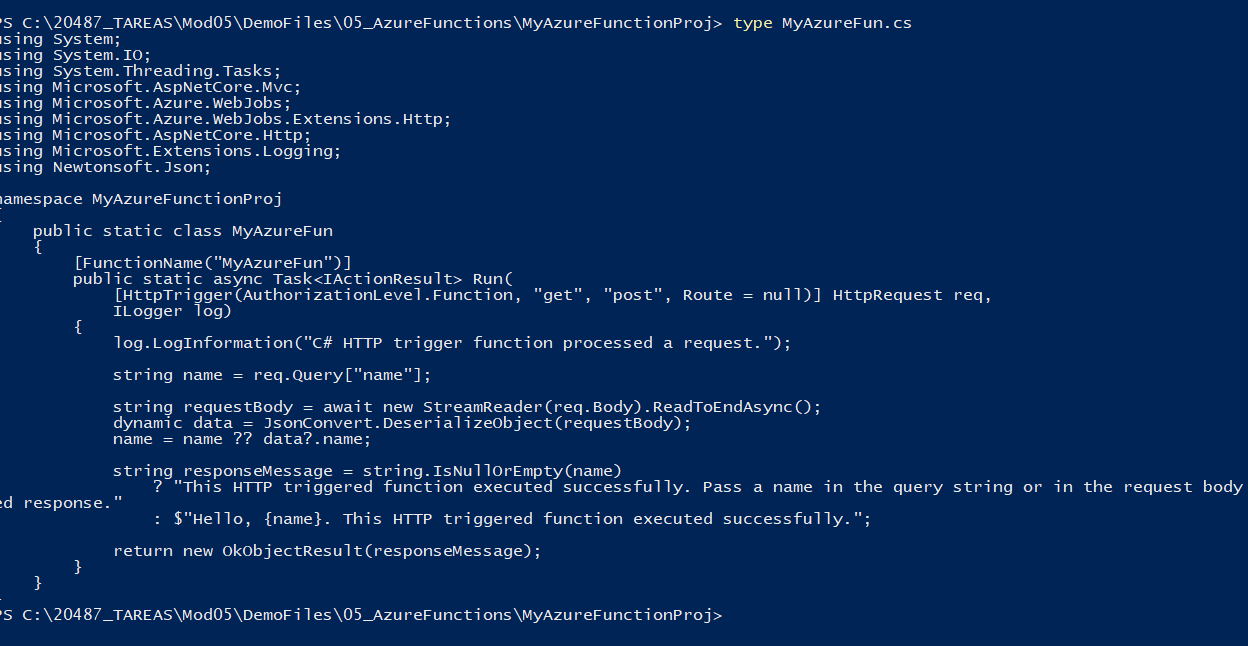 PS C:\20487_TAREAS\Mod05\DemoFiles\05_AzureFunctions\MyAzureFunctionProj> type MyAzureFun.cs
using System;
using System.IO;
using System.Threading.Tasks;
using Microsoft.AspNetCore.Mvc;
using Microsoft.Azure.WebJobs;
using Microsoft.Azure.WebJobs.Extensions.Http;
using Microsoft.AspNetCore.Http;
using Microsoft.Extensions.Logging;
using Newtonsoft.Json;
namespace MyAzureFunctionProj
{
public static class MyAzureFun
{
[FunctionName("MyAzureFun")]
public static async Task<IActionResult> Run(
[HttpTrigger(AuthorizationLevel.Function, "get", "post", Route = null)] HttpRequest req,
ILogger log)
{
log.LogInformation("C# HTTP trigger function processed a request.");
string name = req.Query["name"];
string requestBody = await new StreamReader(req.Body).ReadToEndAsync();
dynamic data = JsonConvert.DeserializeObject(requestBody);
name = name ?? data?.name;
string responseMessage = string.IsNullOrEmpty(name)
? "This HTTP triggered function executed successfully. Pass a name in the query string or in the request body
ed response."
: $"Hello, {name}. This HTTP triggered function executed successfully.";
return new OkObjectResult(responseMessage);
}
}
}
PS C:\20487_TAREAS\Mod05\DemoFiles\05_AzureFunctions\MyAzureFunctionProj>